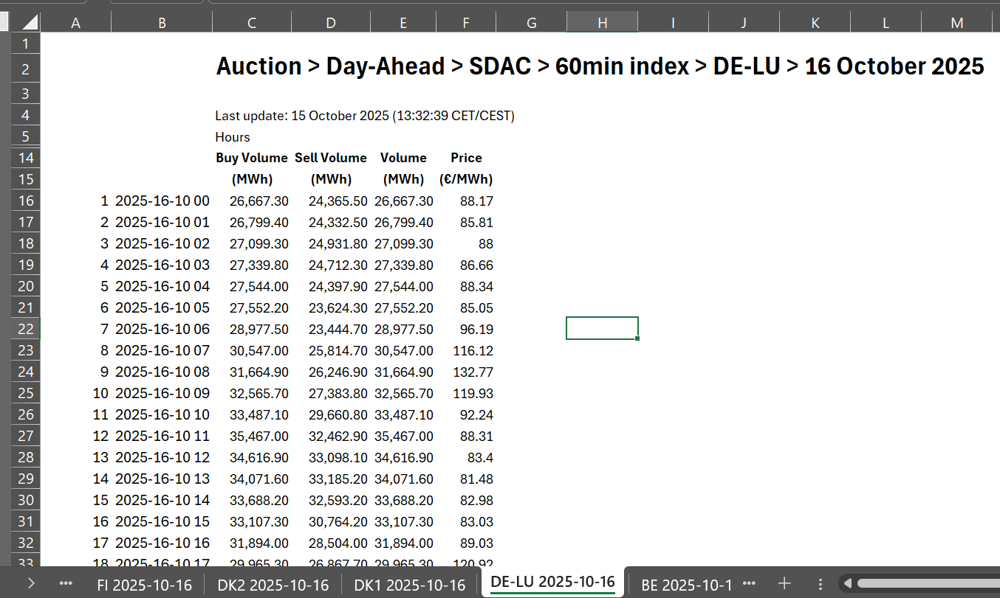 A B C D E F G H I J K L M
1
2 Auction > Day-Ahead > SDAC > 60min index > DE-LU > 16 October 2025
3
4 Last update: 15 October 2025 (13:32:39 CET/CEST)
5 Hours
14 Buy Volume Sell Volume Volume Price
15 (MWh) (MWh) (MWh) (€/MWh)
16 1 2025-16-10 00 26,667.30 24,365.50 26,667.30 88.17
17 2 2025-16-10 01 26,799.40 24,332.50 26,799.40 85.81
18 3 2025-16-10 02 27,099.30 24,931.80 27,099.30 88
19 4 2025-16-10 03 27,339.80 24,712.30 27,339.80 86.66
20 5 2025-16-10 04 27,544.00 24,397.90 27,544.00 88.34
21 6 2025-16-10 05 27,552.20 23,624.30 27,552.20 85.05
22 7 2025-16-10 06 28,977.50 23,444.70 28,977.50 96.19
23 8 2025-16-10 07 30,547.00 25,814.70 30,547.00 116.12
24 9 2025-16-10 08 31,664.90 26,246.90 31,664.90 132.77
25 10 2025-16-10 09 32,565.70 27,383.80 32,565.70 119.93
26 11 2025-16-10 10 33,487.10 29,660.80 33,487.10 92.24
27 12 2025-16-10 11 35,467.00 32,462.90 35,467.00 88.31
28 13 2025-16-10 12 34,616.90 33,098.10 34,616.90 83.4
29 14 2025-16-10 13 34,071.60 33,185.20 34,071.60 81.48
30 15 2025-16-10 14 33,688.20 32,593.20 33,688.20 82.98
31 16 2025-16-10 15 33,107.30 30,764.20 33,107.30 83.03
32 17 2025-16-10 16 31,894.00 28,504.00 31,894.00 89.03
33 18 2025-16-10 17 29,965.30 26,867.70 29,965.30 120.92
FI 2025-10-16 DK2 2025-10-16 DK1 2025-10-16 DE-LU 2025-10-16 BE 2025-10-1